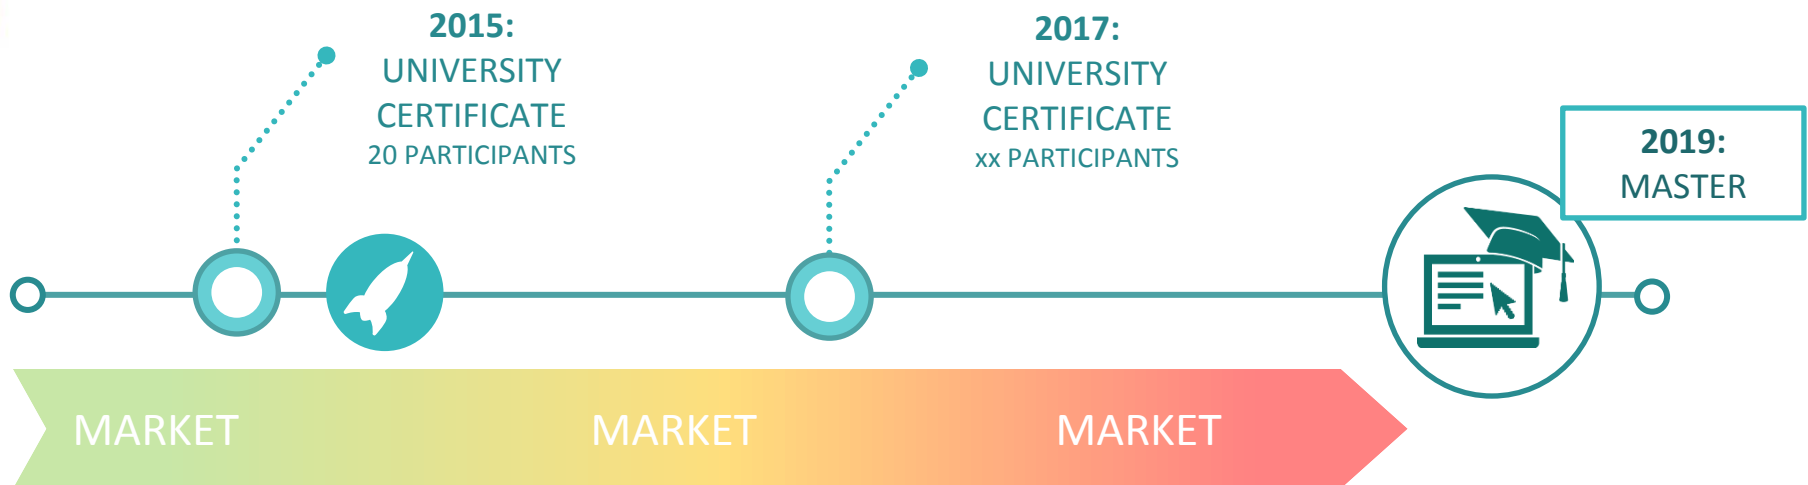 2015:
UNIVERSITY
CERTIFICATE
20 PARTICIPANTS
2017:
UNIVERSITY
CERTIFICATE
xx PARTICIPANTS
2019:
MASTER
MARKET
MARKET
MARKET